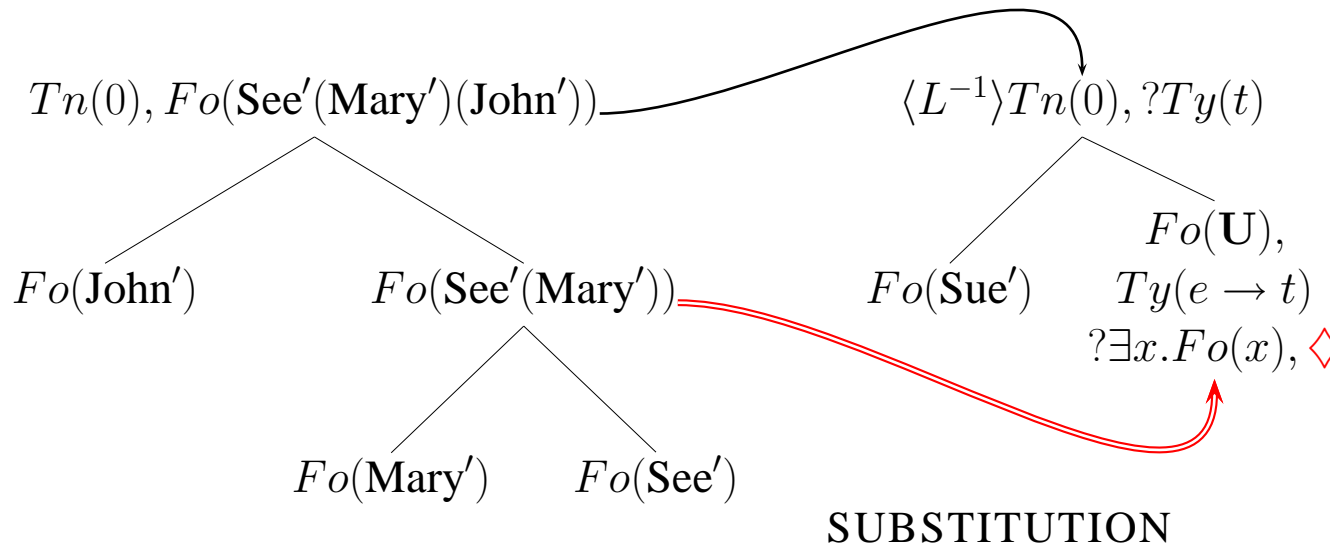 Tn(0), Fo(See′(Mary′)(John′))
⟨L⁻¹⟩Tn(0), ?Ty(t)
Fo(John′)
Fo(See′(Mary′))
Fo(Sue′)
Fo(U),
Ty(e → t)
?∃x.Fo(x), ◇
Fo(Mary′)
Fo(See′)
SUBSTITUTION